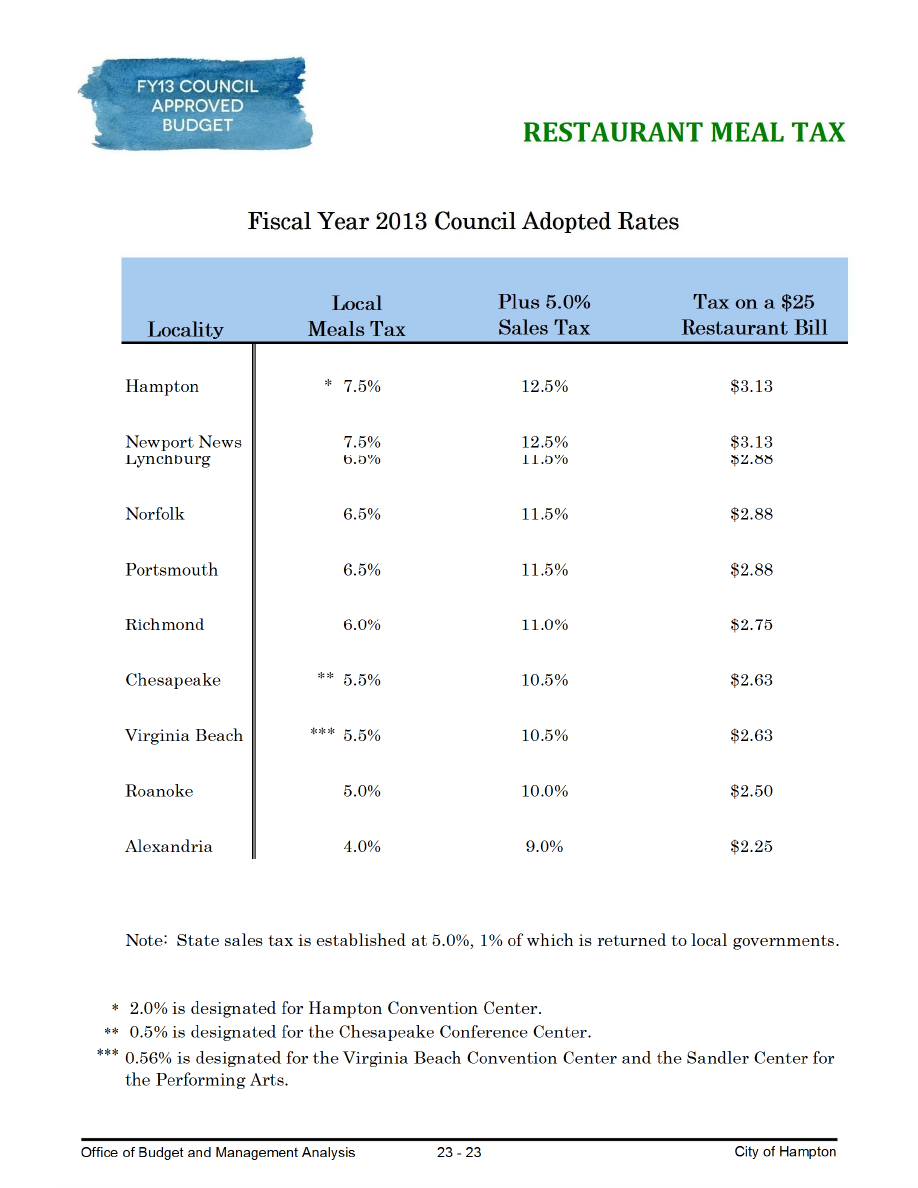 FY13 COUNCIL
APPROVED
BUDGET
RESTAURANT MEAL TAX
Fiscal Year 2013 Council Adopted Rates
Locality Local Meals Tax Plus 5.0% Sales Tax Tax on a $25 Restaurant Bill
Hampton * 7.5% 12.5% $3.13
Newport News 7.5% 12.5% $3.13
Lynchburg 6.5% 11.5% $2.88
Norfolk 6.5% 11.5% $2.88
Portsmouth 6.5% 11.5% $2.88
Richmond 6.0% 11.0% $2.75
Chesapeake ** 5.5% 10.5% $2.63
Virginia Beach *** 5.5% 10.5% $2.63
Roanoke 5.0% 10.0% $2.50
Alexandria 4.0% 9.0% $2.25
Note: State sales tax is established at 5.0%, 1% of which is returned to local governments.
* 2.0% is designated for Hampton Convention Center.
** 0.5% is designated for the Chesapeake Conference Center.
*** 0.56% is designated for the Virginia Beach Convention Center and the Sandler Center for
the Performing Arts.
Office of Budget and Management Analysis 23 - 23 City of Hampton